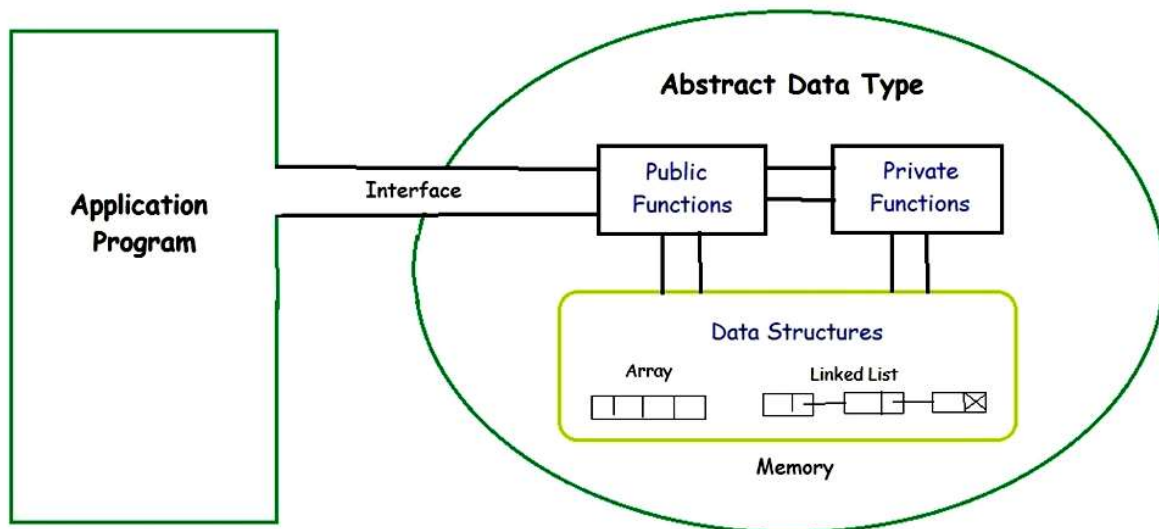 Abstract Data Type
Application
Program
Interface
Public
Functions
Private
Functions
Data Structures
Array
Linked List
Memory